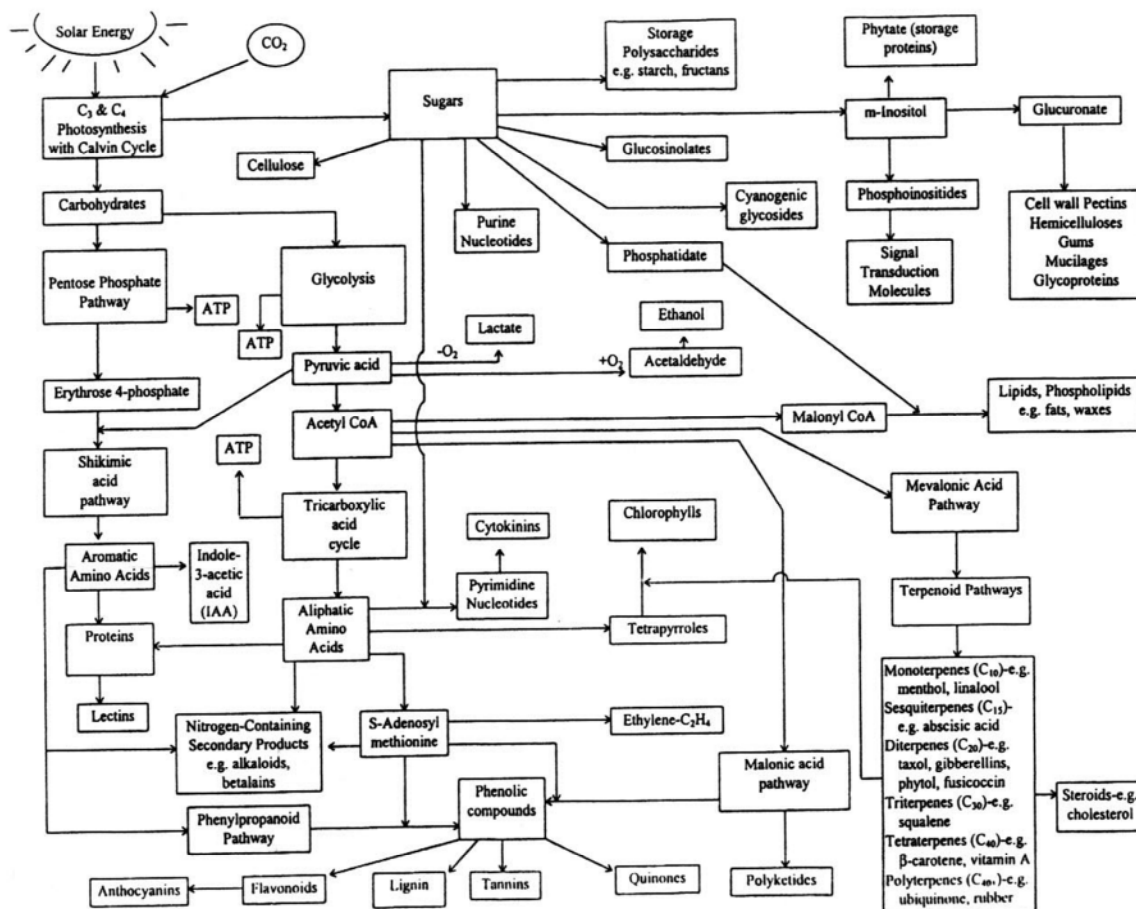 Solar Energy
CO₂
C₃ & C₄
Photosynthesis
with Calvin Cycle
Sugars
Storage
Polysaccharides
e.g. starch, fructans
Phytate (storage
proteins)
m-Inositol
Glucuronate
Cellulose
Glucosinolates
Carbohydrates
Purine
Nucleotides
Cyanogenic
glycosides
Phosphoinositides
Cell wall Pectins
Hemicelluloses
Gums
Mucilages
Glycoproteins
Pentose Phosphate
Pathway
ATP
Glycolysis
ATP
Phosphatidate
Signal
Transduction
Molecules
Lactate
Ethanol
-O₂
+O₂
Pyruvic acid
Acetaldehyde
Erythrose 4-phosphate
Acetyl CoA
Malonyl CoA
Lipids, Phospholipids
e.g. fats, waxes
Shikimic
acid
pathway
ATP
Tricarboxylic
acid
cycle
Cytokinins
Chlorophylls
Mevalonic Acid
Pathway
Aromatic
Amino Acids
Indole-
3-acetic
acid
(IAA)
Pyrimidine
Nucleotides
Terpenoid Pathways
Proteins
Aliphatic
Amino
Acids
Tetrapyrroles
Lectins
Nitrogen-Containing
Secondary Products
e.g. alkaloids,
betalains
S-Adenosyl
methionine
Ethylene-C₂H₄
Malonic acid
pathway
Monoterpenes (C₁₀)-e.g.
menthol, linalool
Sesquiterpenes (C₁₅)-
e.g. abscisic acid
Diterpenes (C₂₀)-e.g.
taxol, gibberellins,
phytol, fusicoccin
Triterpenes (C₃₀)-e.g.
squalene
Tetraterpenes (C₄₀)-e.g.
β-carotene, vitamin A
Polyterpenes (C₄₀₊)-e.g.
ubiquinone, rubber
Steroids-e.g.
cholesterol
Phenylpropanoid
Pathway
Phenolic
compounds
Anthocyanins
Flavonoids
Lignin
Tannins
Quinones
Polyketides